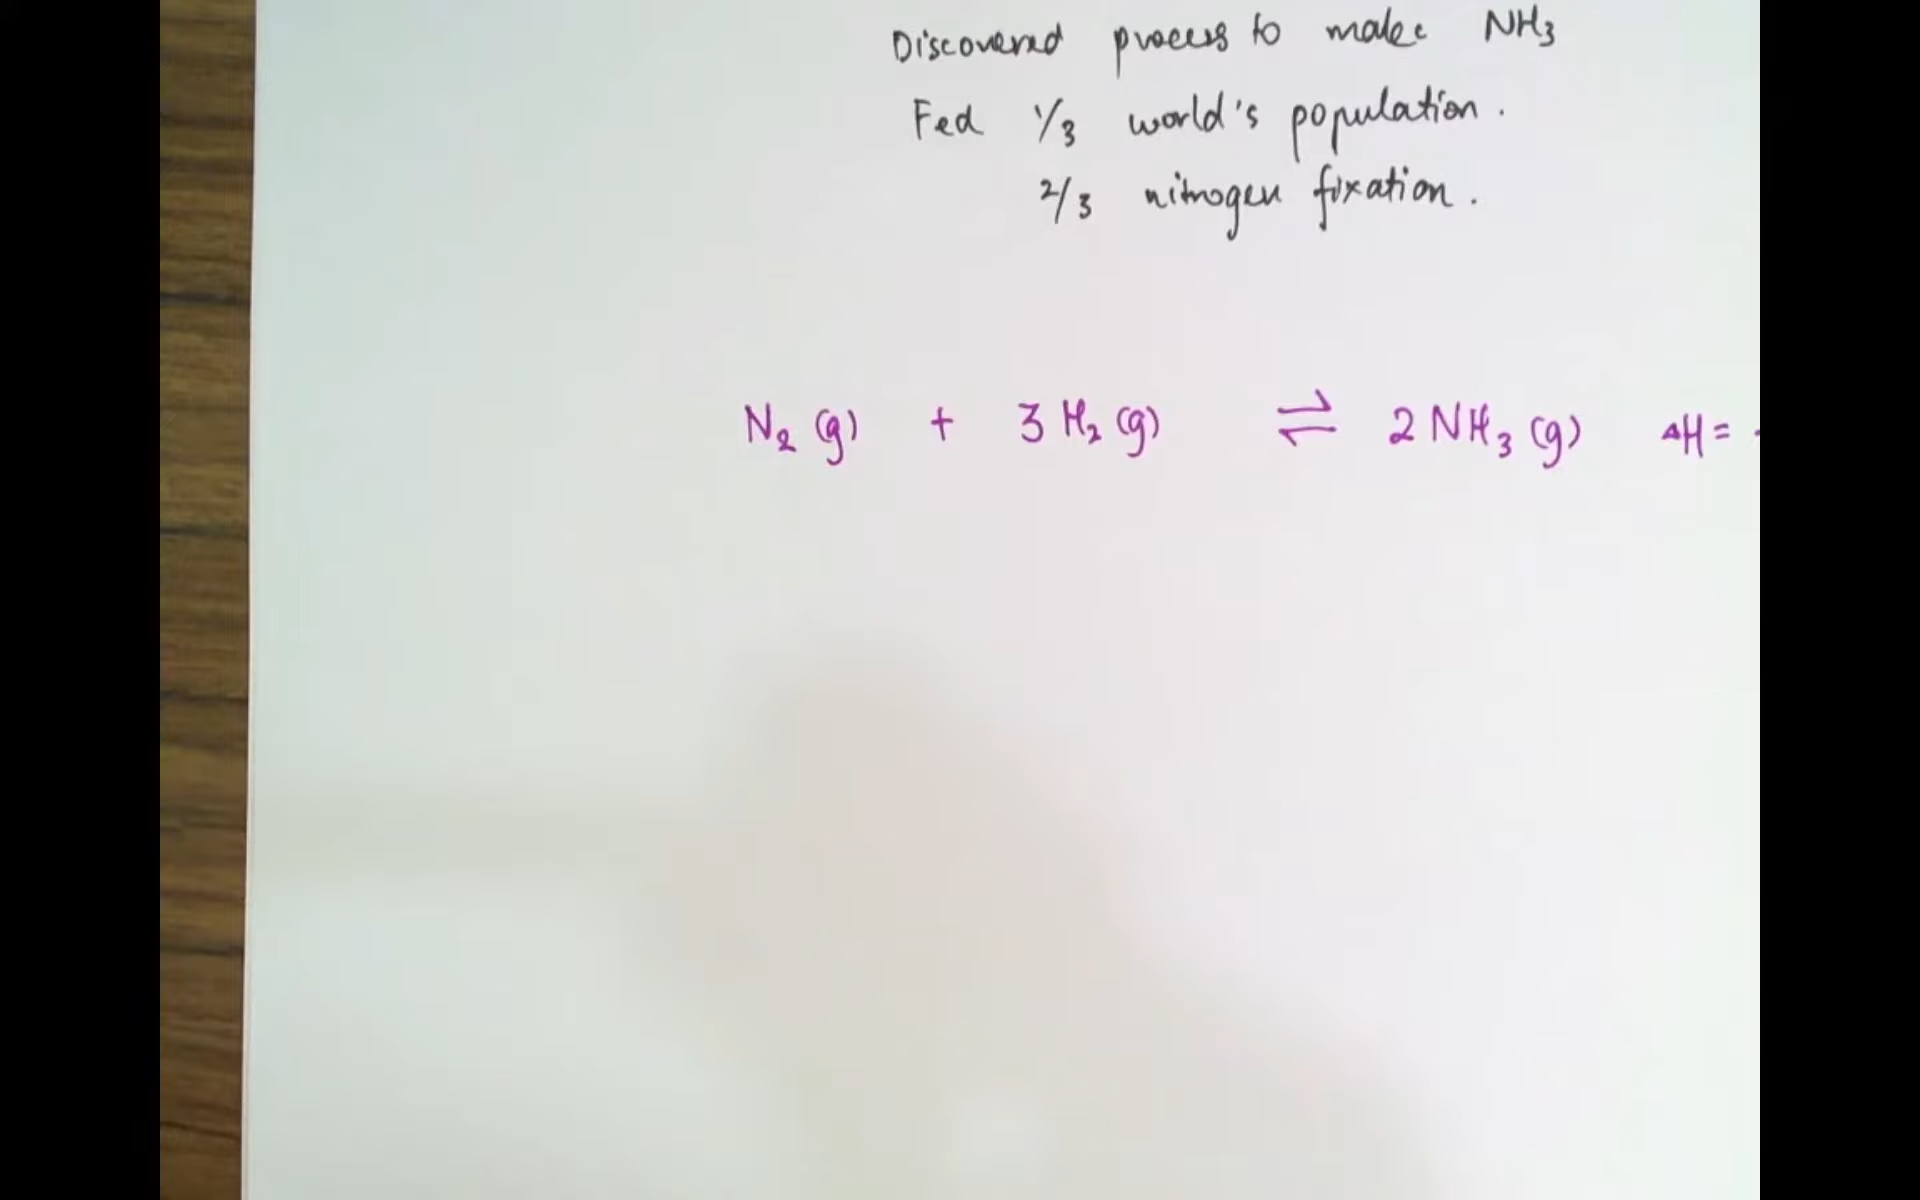 Discovered process to make NH₃
Fed 1/3 world's population.
2/3 nitrogen fixation.
N₂ (g) + 3 H₂ (g) ⇌ 2 NH₃ (g) ΔH =